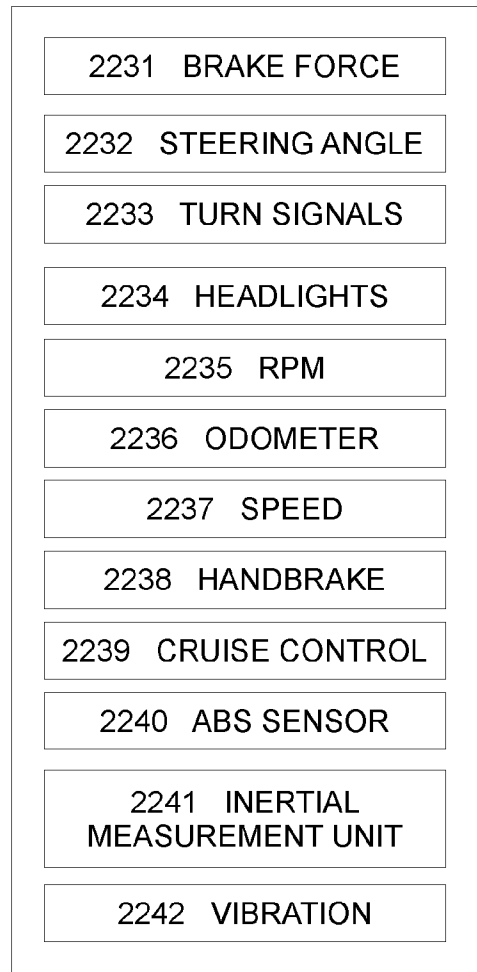 2231 BRAKE FORCE
2232 STEERING ANGLE
2233 TURN SIGNALS
2234 HEADLIGHTS
2235 RPM
2236 ODOMETER
2237 SPEED
2238 HANDBRAKE
2239 CRUISE CONTROL
2240 ABS SENSOR
2241 INERTIAL
MEASUREMENT UNIT
2242 VIBRATION